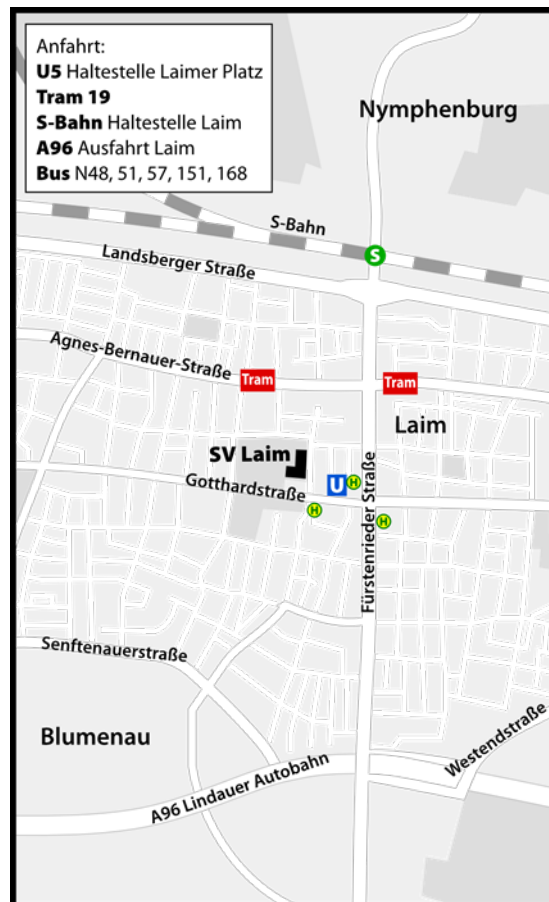 Anfahrt:
U5 Haltestelle Laimer Platz
Tram 19
S-Bahn Haltestelle Laim
A96 Ausfahrt Laim
Bus N48, 51, 57, 151, 168
Nymphenburg
S-Bahn
S
Landsberger Straße
Agnes-Bernauer-Straße
Tram
Tram
Laim
SV Laim
U
H
Gotthardstraße
H
H
Fürstenrieder Straße
Senftenauerstraße
Blumenau
Westendstraße
A96 Lindauer Autobahn